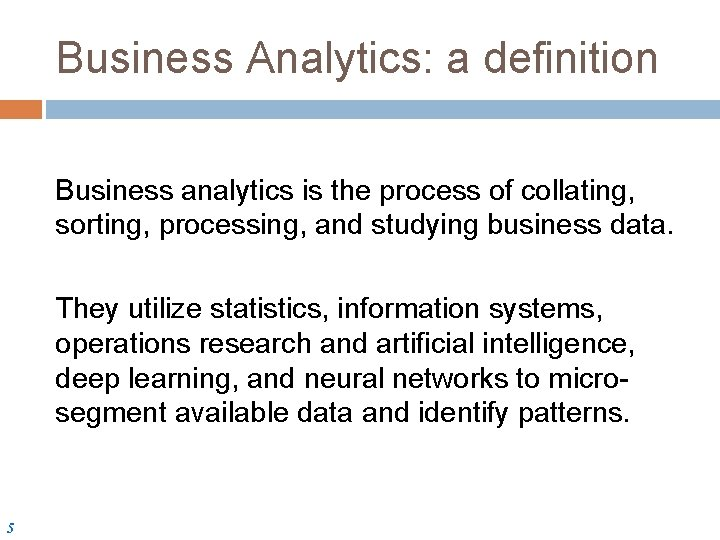 Business Analytics: a definition
Business analytics is the process of collating,
sorting, processing, and studying business data.
They utilize statistics, information systems,
operations research and artificial intelligence,
deep learning, and neural networks to micro-
segment available data and identify patterns.
5